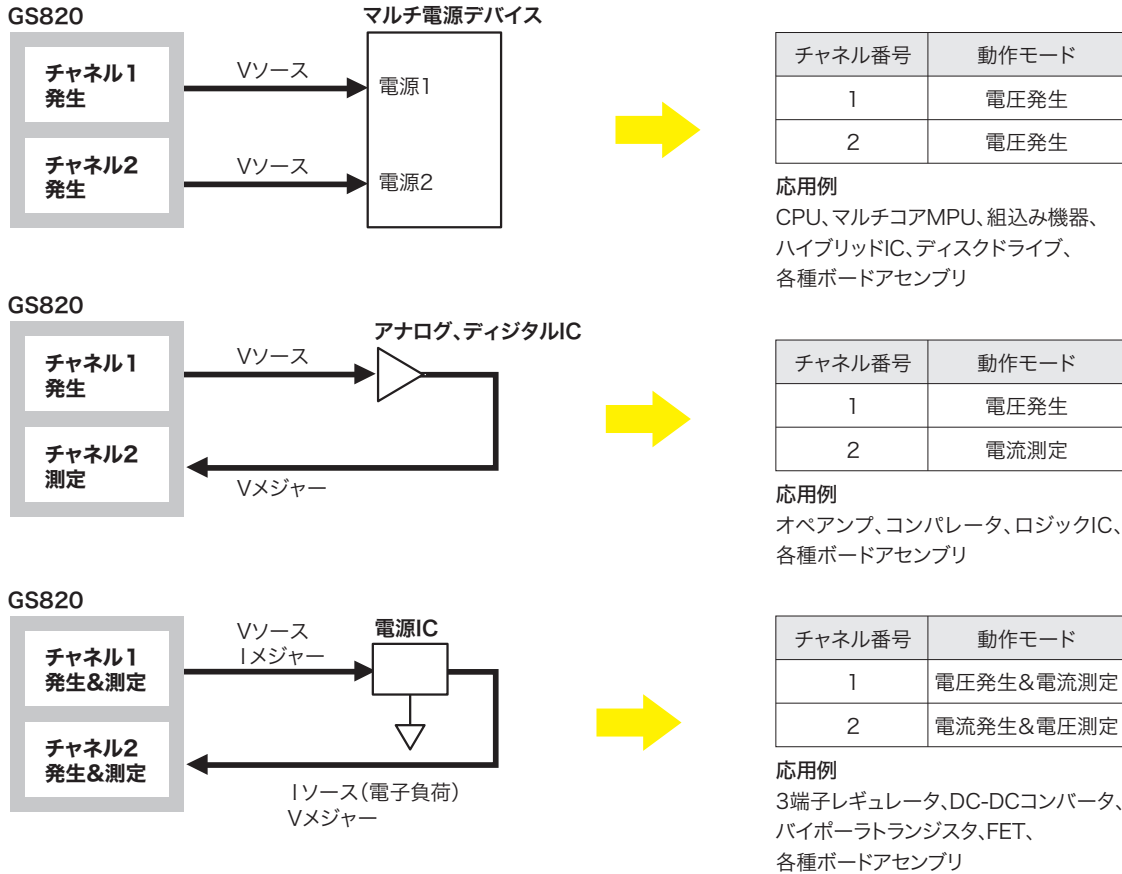 GS820
マルチ電源デバイス
チャネル1
発生
Vソース
電源1
チャネル2
発生
Vソース
電源2
チャネル番号 動作モード
1 電圧発生
2 電圧発生
応用例
CPU、マルチコアMPU、組込み機器、
ハイブリッドIC、ディスクドライブ、
各種ボードアセンブリ
GS820
アナログ、ディジタルIC
チャネル1
発生
Vソース
チャネル2
測定
Vメジャー
チャネル番号 動作モード
1 電圧発生
2 電流測定
応用例
オペアンプ、コンパレータ、ロジックIC、
各種ボードアセンブリ
GS820
電源IC
チャネル1
発生&測定
Vソース
Iメジャー
チャネル2
発生&測定
Iソース(電子負荷)
Vメジャー
チャネル番号 動作モード
1 電圧発生&電流測定
2 電流発生&電圧測定
応用例
3端子レギュレータ、DC-DCコンバータ、
バイポーラトランジスタ、FET、
各種ボードアセンブリ